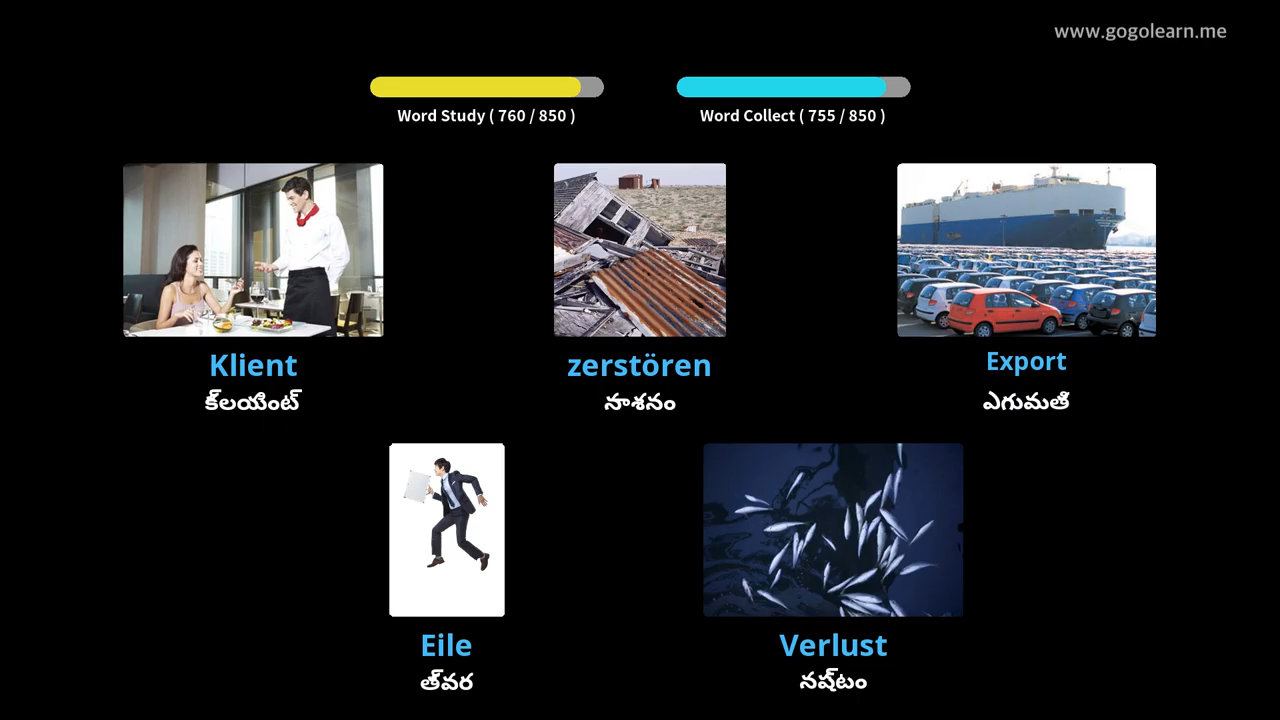 www.gogolearn.me
Word Study ( 760 / 850 )
Word Collect ( 755 / 850 )
Klient
క్లయింట్
zerstören
నాశనం
Export
ఎగుమతి
Eile
త్వర
Verlust
నష్టం